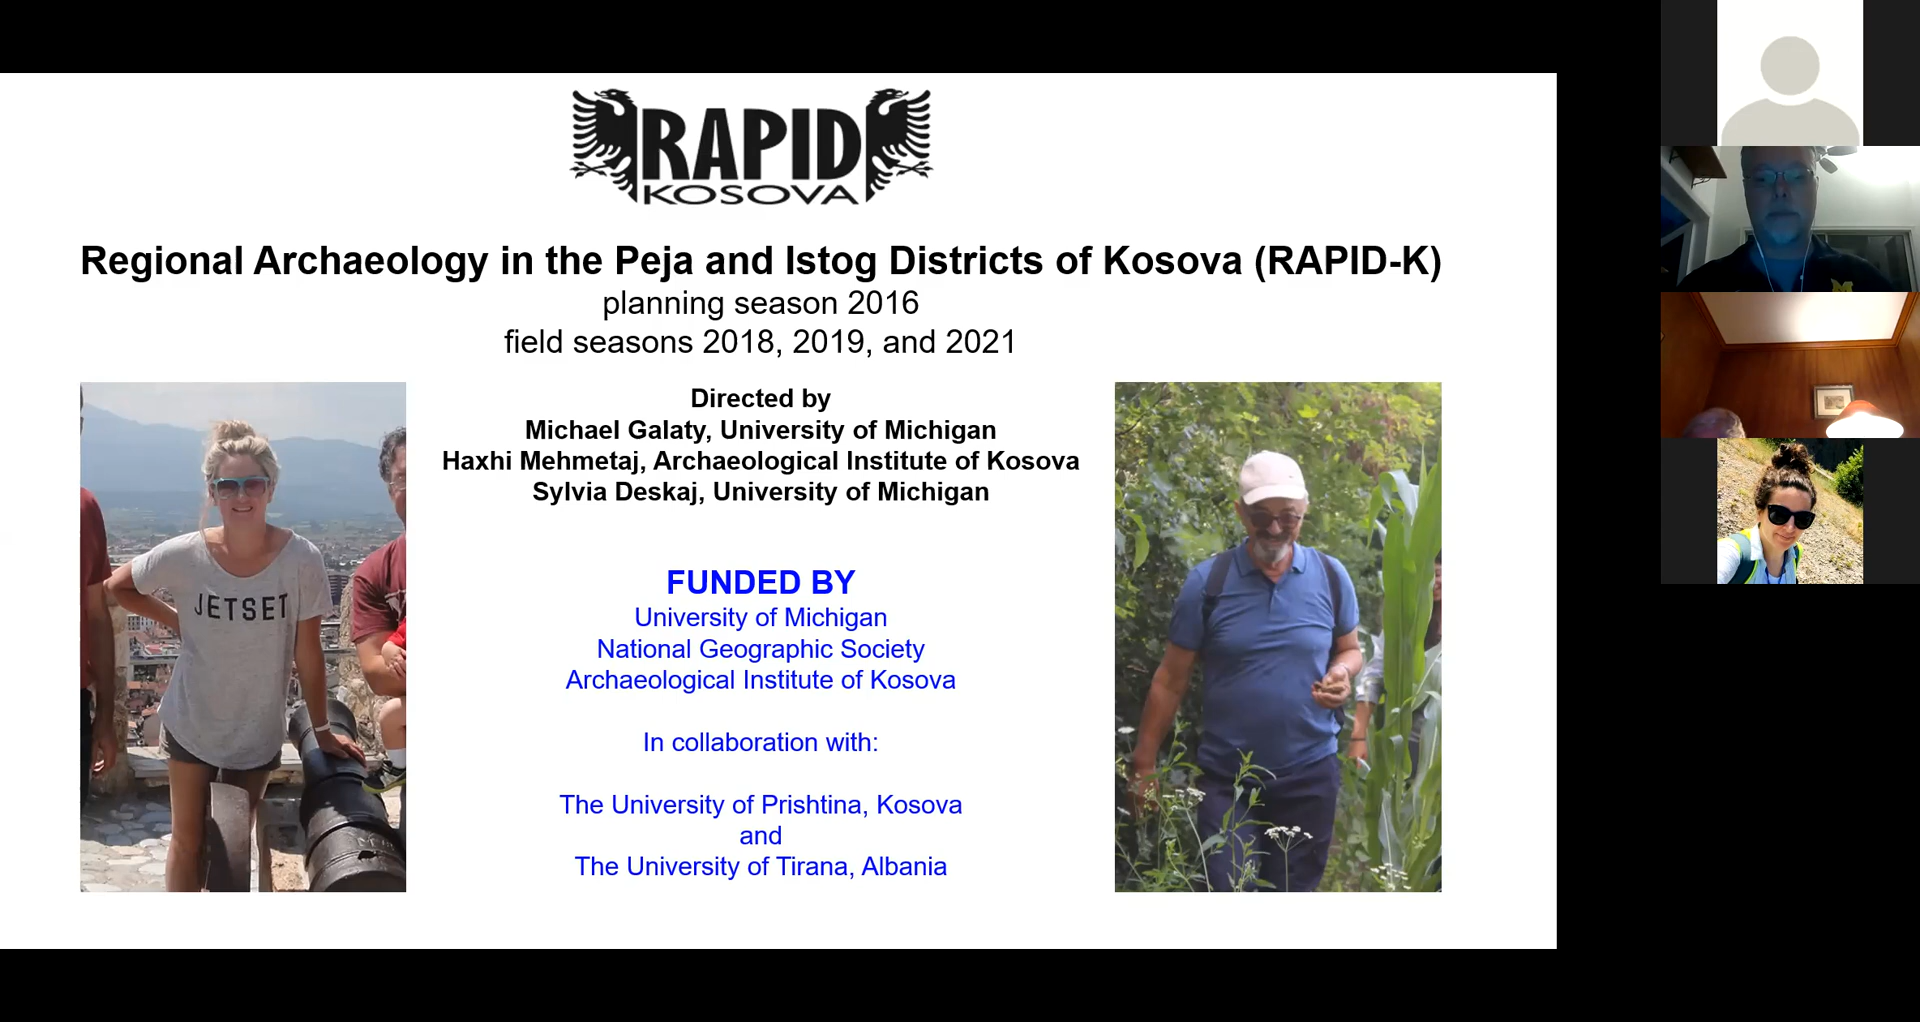 RAPID
KOSOVA
Regional Archaeology in the Peja and Istog Districts of Kosova (RAPID-K)
planning season 2016
field seasons 2018, 2019, and 2021
Directed by
Michael Galaty, University of Michigan
Haxhi Mehmetaj, Archaeological Institute of Kosova
Sylvia Deskaj, University of Michigan
FUNDED BY
University of Michigan
National Geographic Society
Archaeological Institute of Kosova
In collaboration with:
The University of Prishtina, Kosova
and
The University of Tirana, Albania
JETSET
M